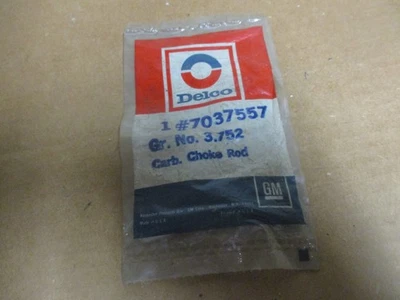 Delco
1 #7037557
Gr. No. 3.752
Carb. Choke Rod
GM